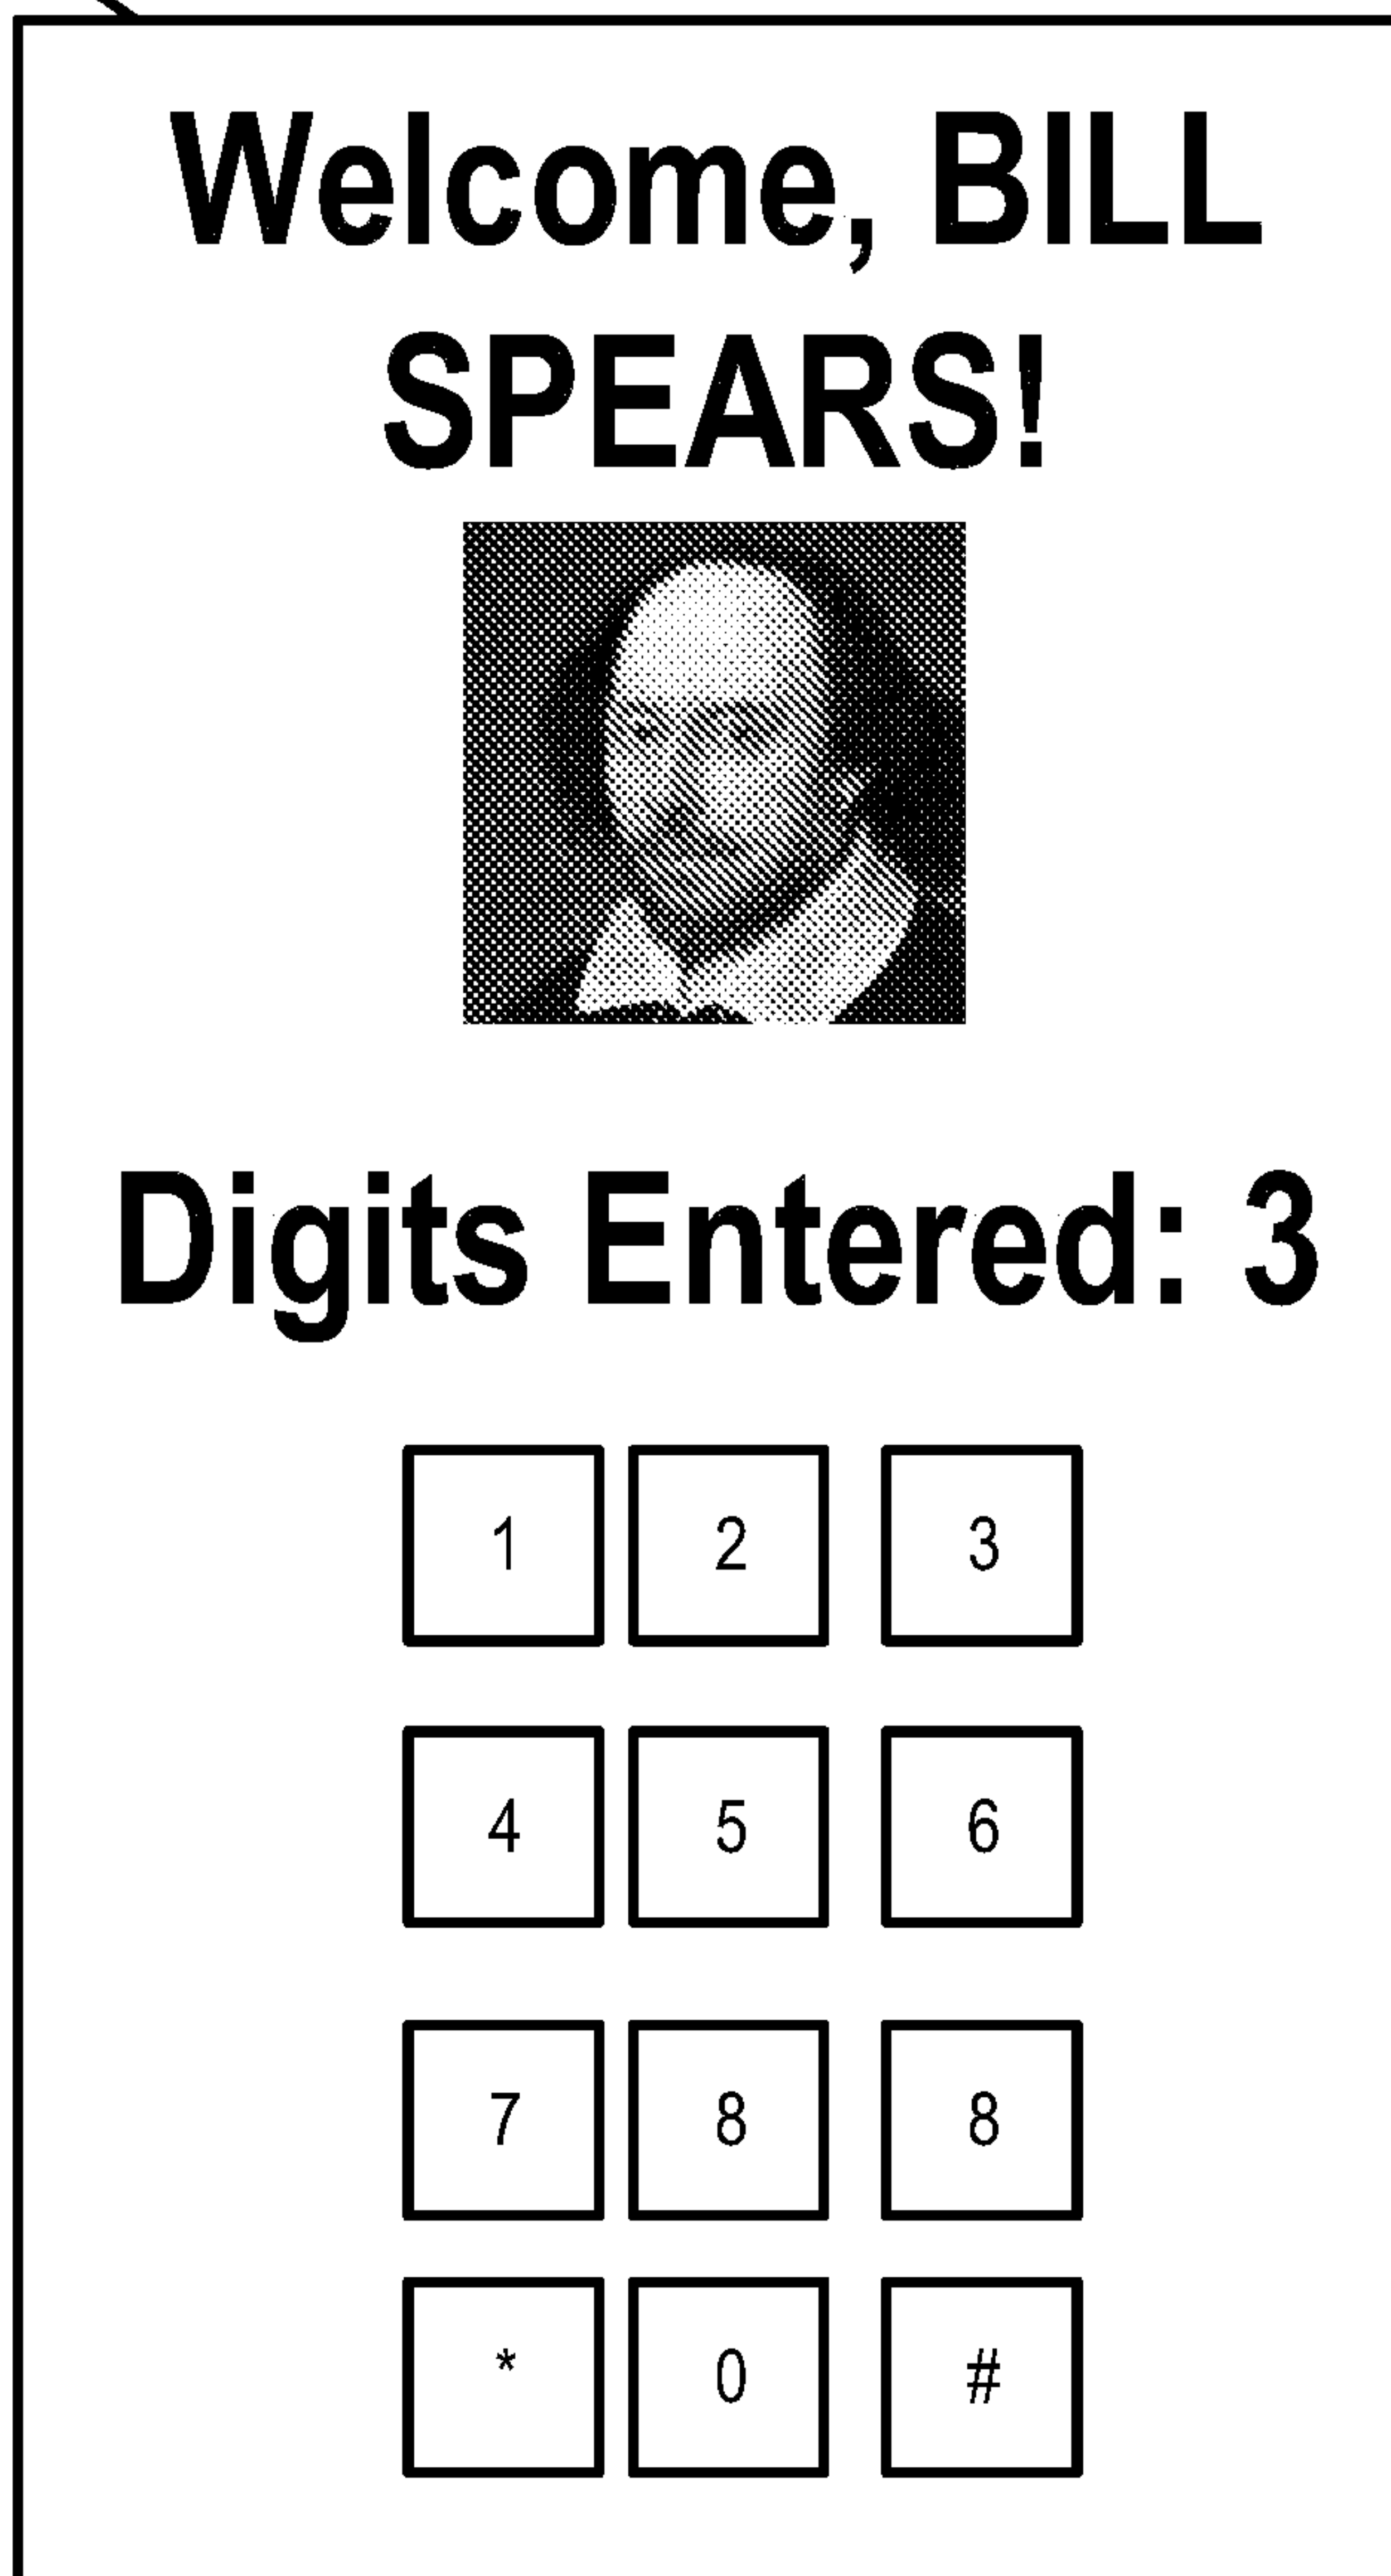 Welcome, BILL
SPEARS!
Digits Entered: 3
1 2 3
4 5 6
7 8 8
* 0 #